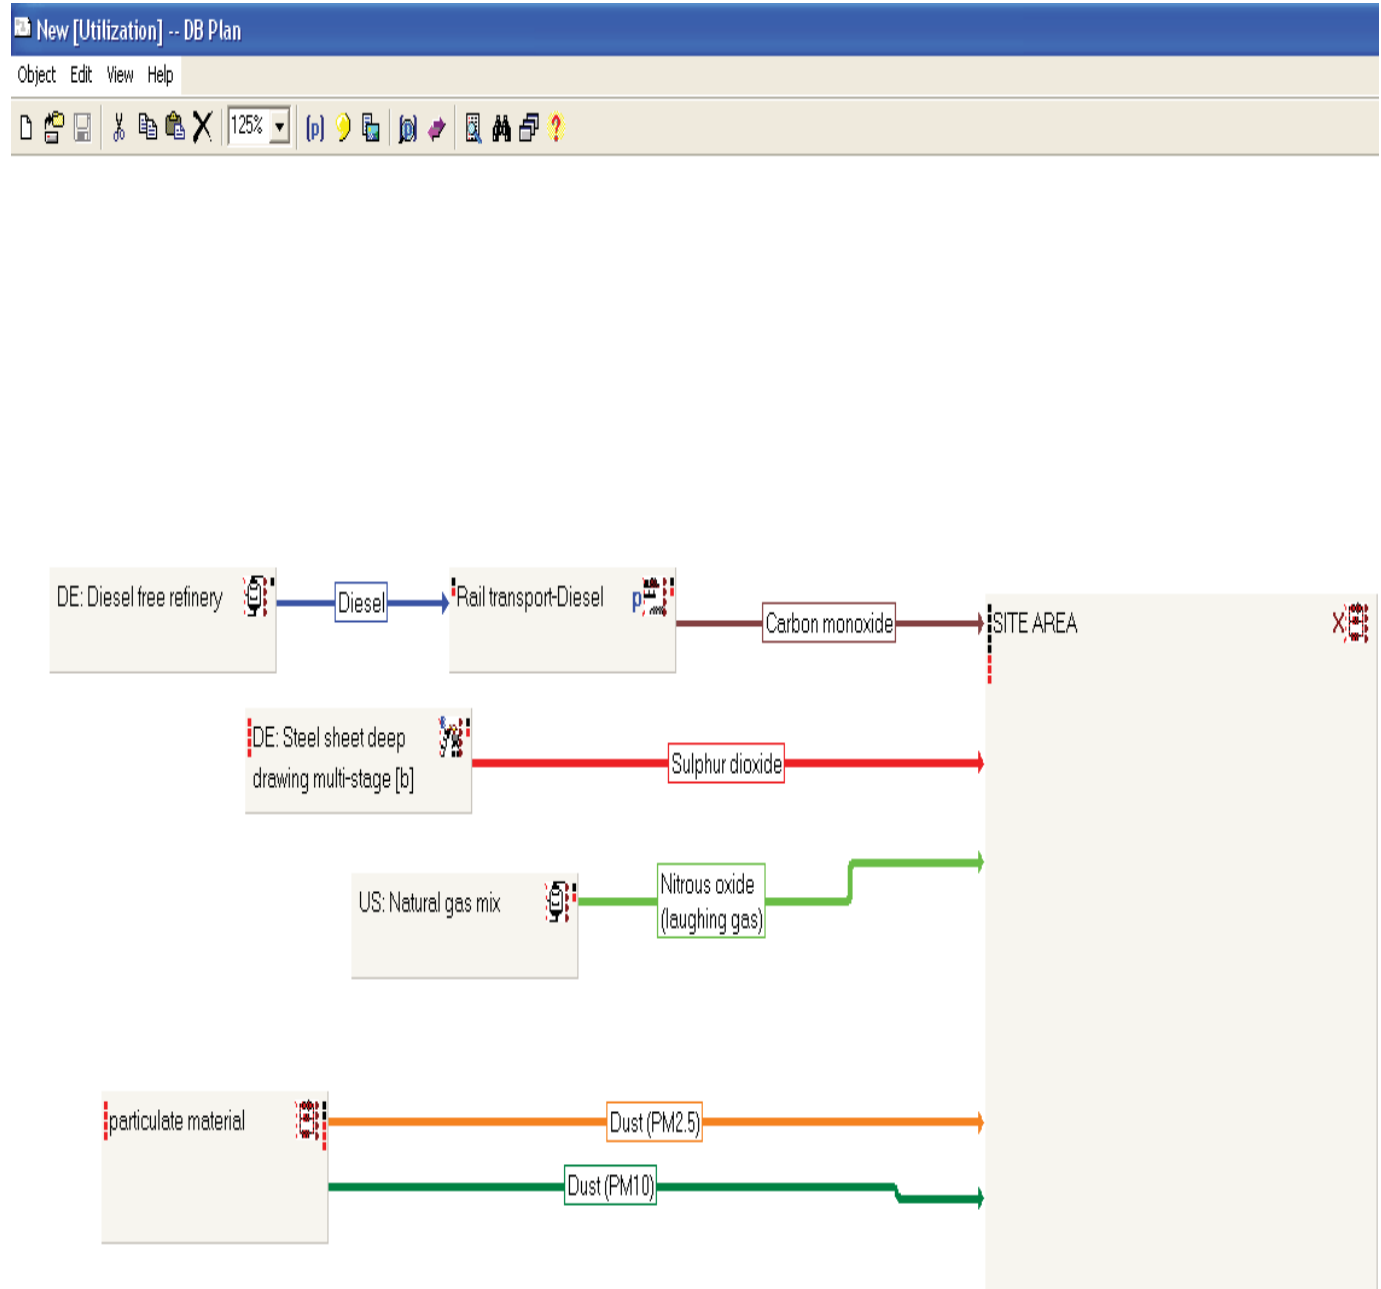 New [Utilization] -- DB Plan
Object Edit View Help
125% (p) (p) ?
DE: Diesel free refinery
Diesel
Rail transport-Diesel
p
Carbon monoxide
SITE AREA
X
DE: Steel sheet deep
drawing multi-stage [b]
Sulphur dioxide
US: Natural gas mix
Nitrous oxide
(laughing gas)
particulate material
Dust (PM2.5)
Dust (PM10)